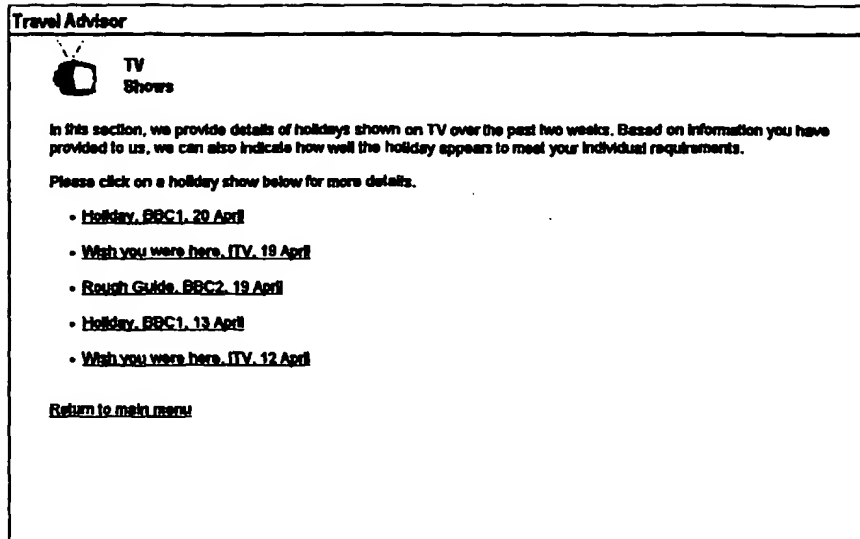 Travel Advisor
TV
Shows
In this section, we provide details of holidays shown on TV over the past two weeks. Based on information you have
provided to us, we can also indicate how well the holiday appears to meet your individual requirements.
Please click on a holiday show below for more details.
• Holiday, BBC1, 20 April
• Wish you were here, ITV, 19 April
• Rough Guide, BBC2, 19 April
• Holiday, BBC1, 13 April
• Wish you were here, ITV, 12 April
Return to main menu